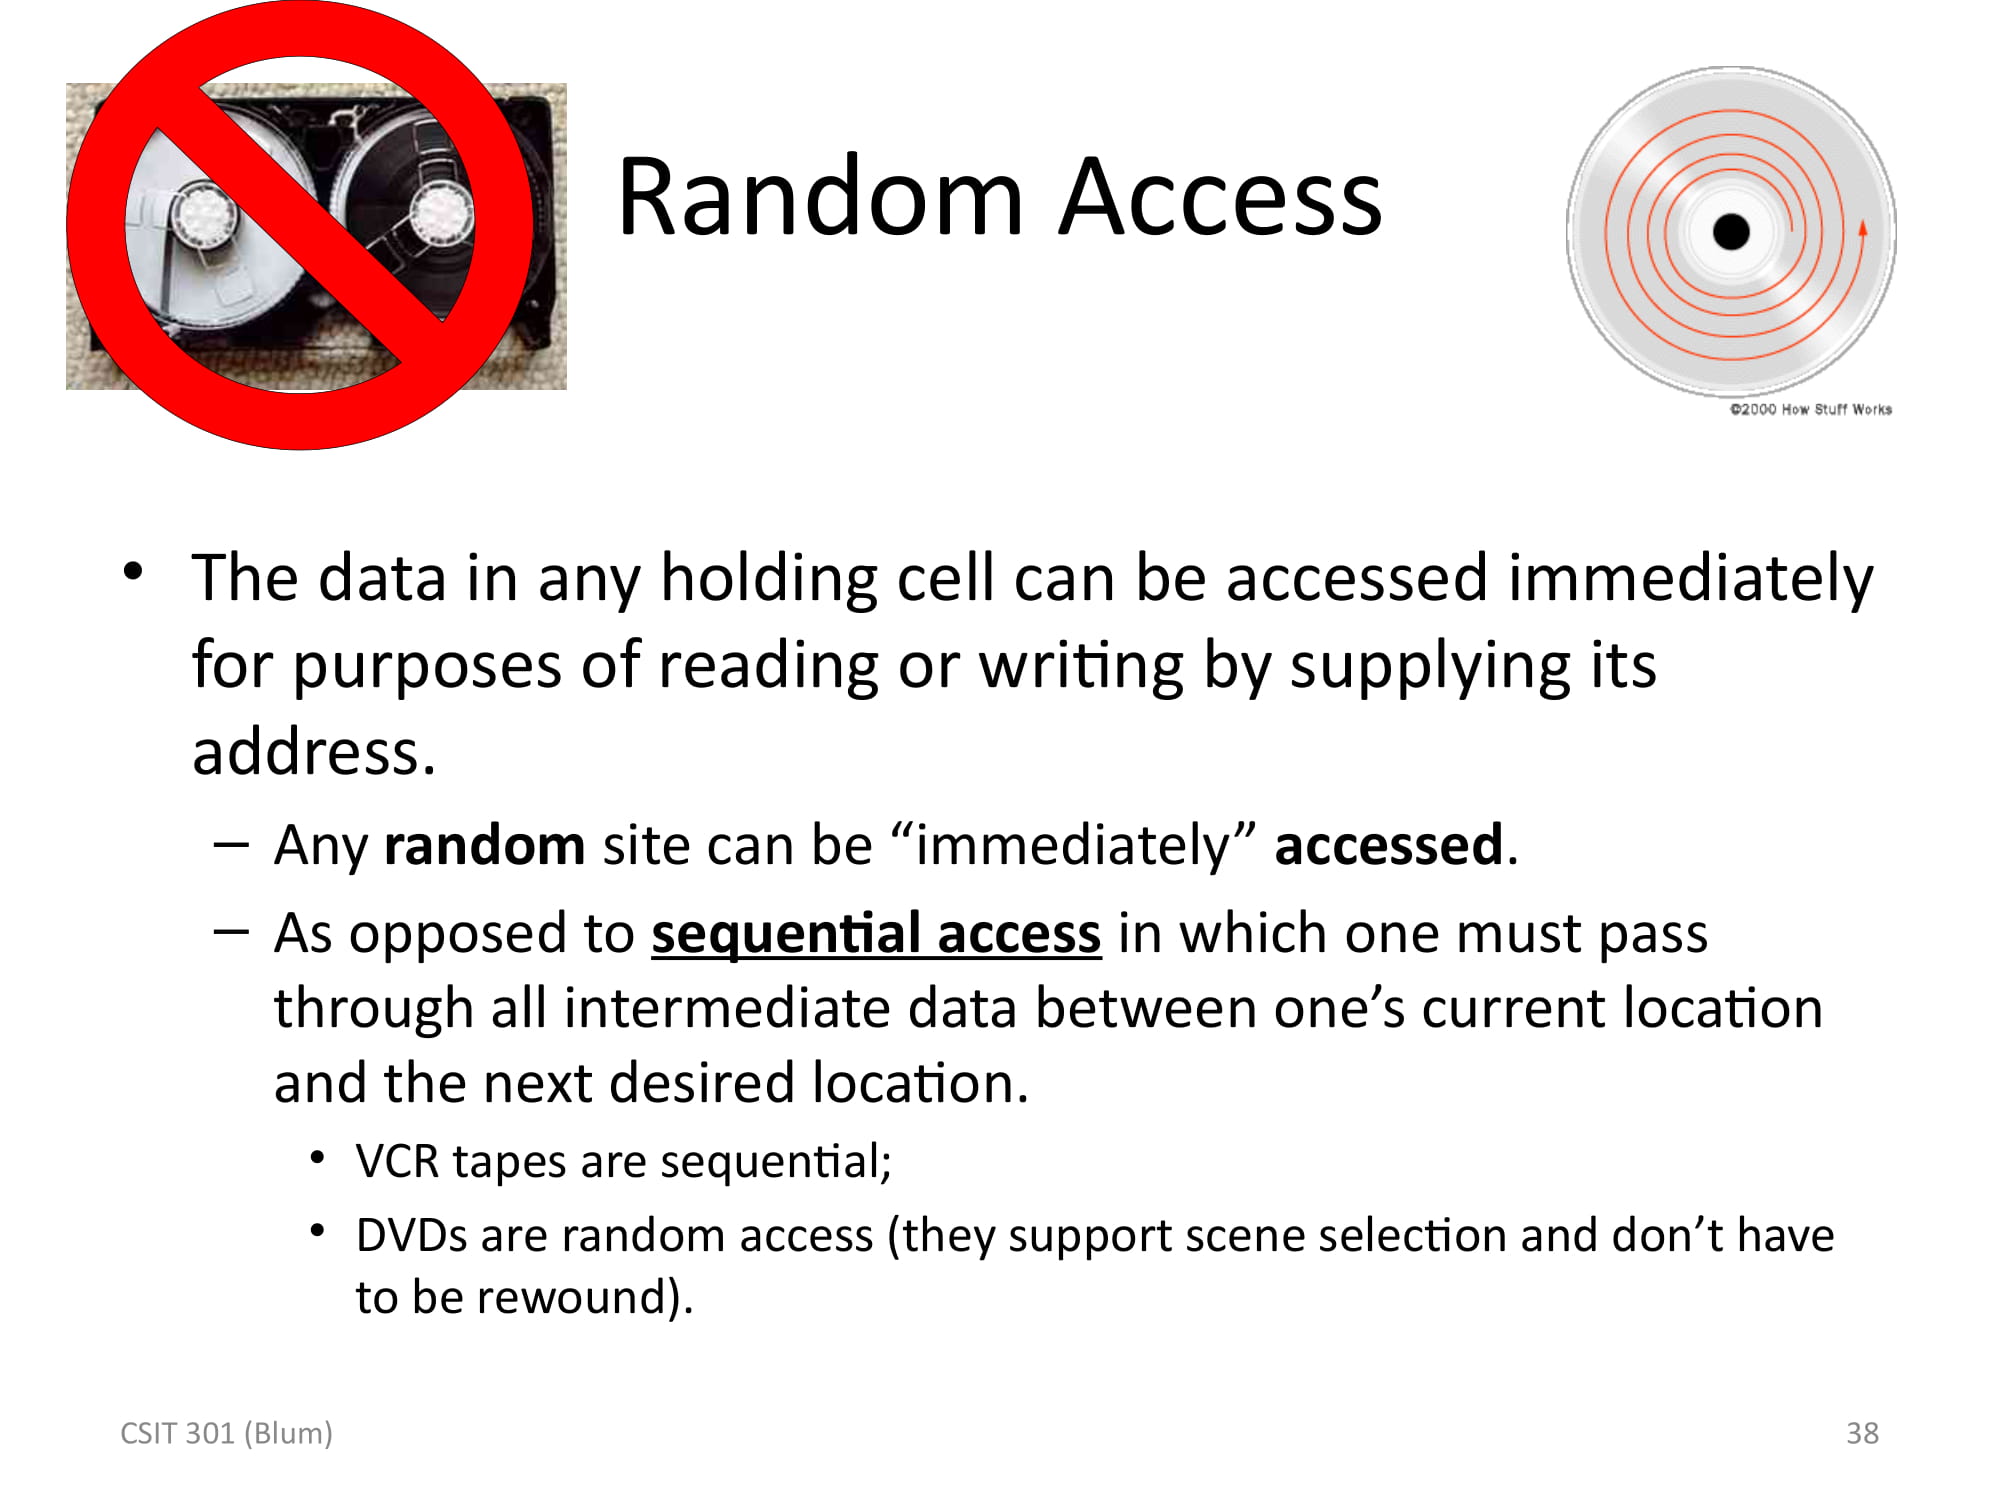 Random Access
©2000 How Stuff Works
• The data in any holding cell can be accessed immediately
for purposes of reading or writing by supplying its
address.
– Any random site can be “immediately” accessed.
– As opposed to sequential access in which one must pass
through all intermediate data between one’s current location
and the next desired location.
• VCR tapes are sequential;
• DVDs are random access (they support scene selection and don’t have
to be rewound).
CSIT 301 (Blum)
38